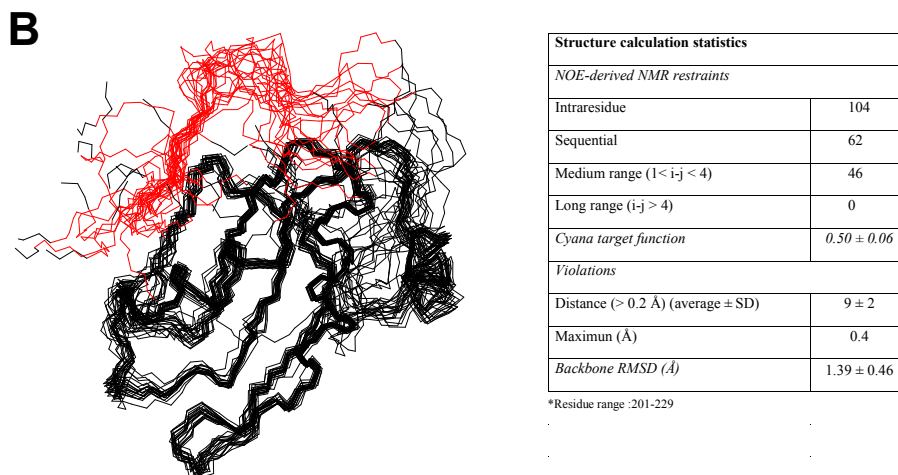 B
Structure calculation statistics
NOE-derived NMR restraints
Intraresidue 104
Sequential 62
Medium range (1< i-j < 4) 46
Long range (i-j > 4) 0
Cyana target function 0.50 ± 0.06
Violations
Distance (> 0.2 Å) (average ± SD) 9 ± 2
Maximun (Å) 0.4
Backbone RMSD (Å) 1.39 ± 0.46
*Residue range :201-229